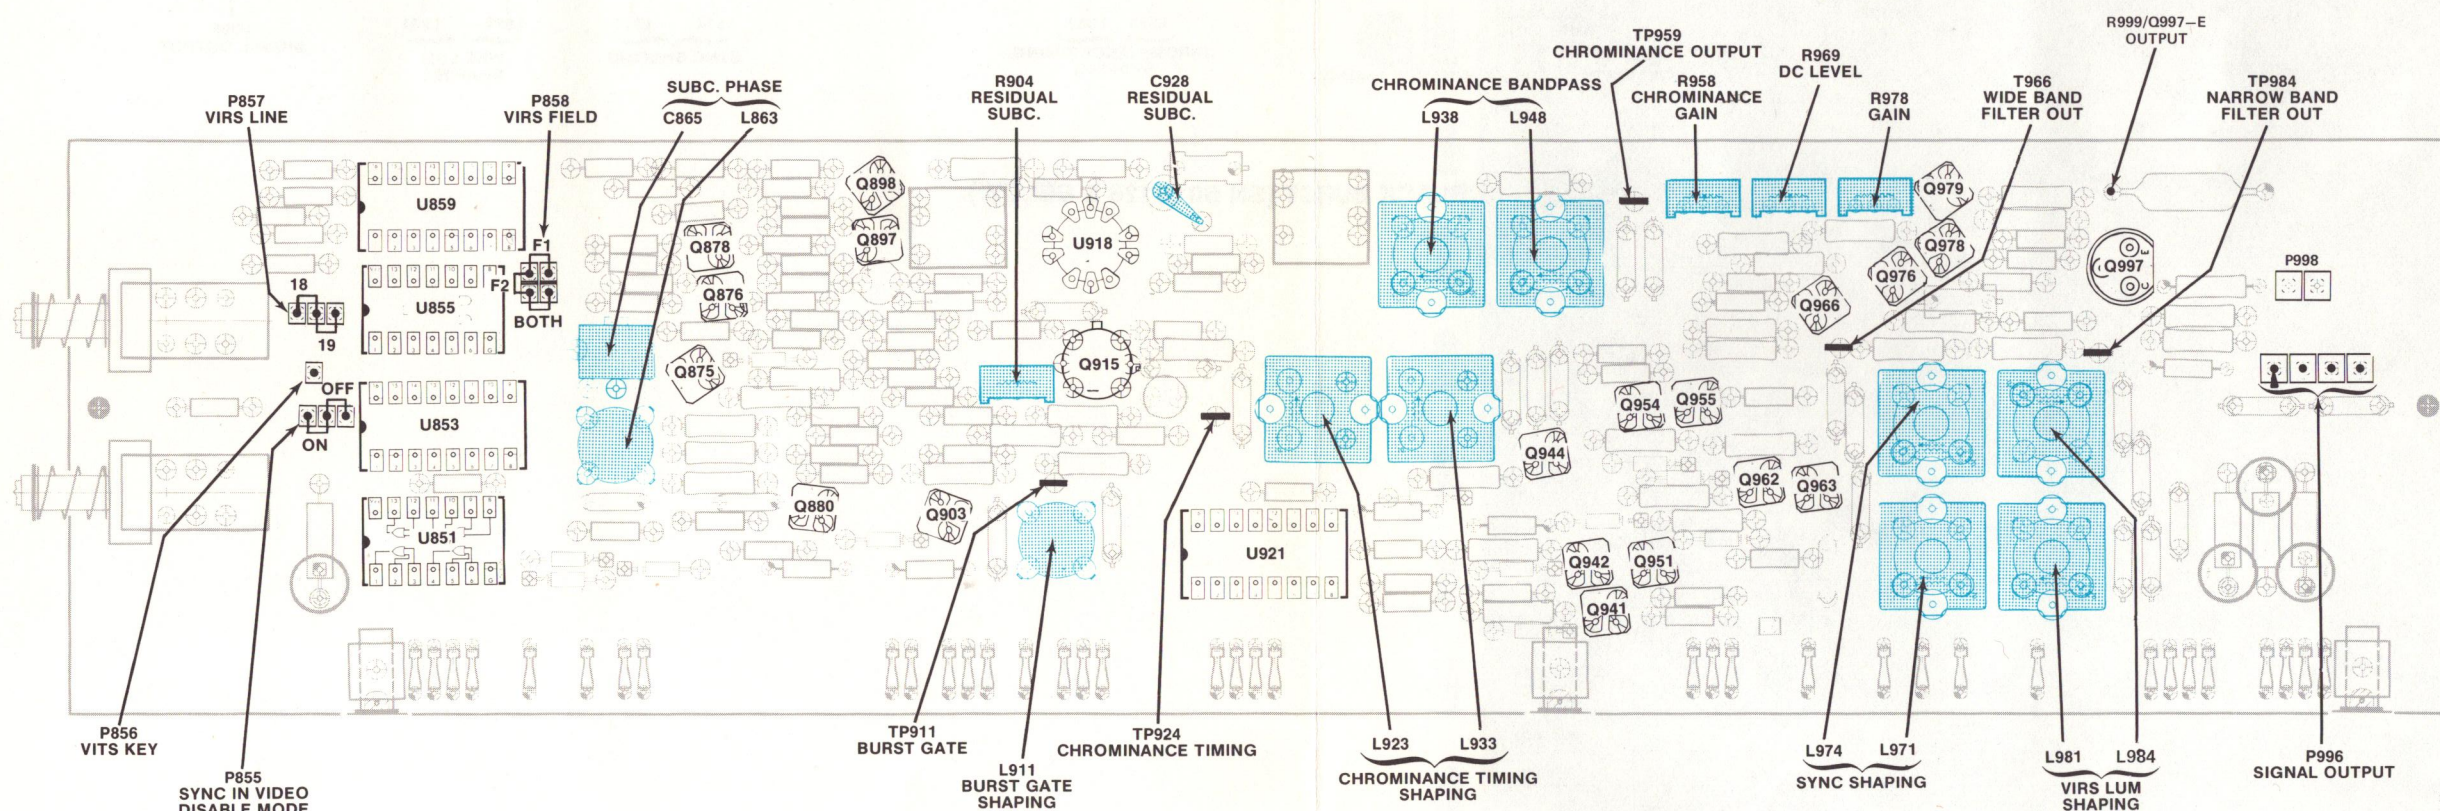 R999/Q997–E
OUTPUT
TP959
CHROMINANCE OUTPUT
R969
DC LEVEL
P857
VIRS LINE
P858
VIRS FIELD
SUBC. PHASE
C865 L863
R904
RESIDUAL
SUBC.
C928
RESIDUAL
SUBC.
CHROMINANCE BANDPASS
L938 L948
R958
CHROMINANCE
GAIN
R978
GAIN
T966
WIDE BAND
FILTER OUT
TP984
NARROW BAND
FILTER OUT
U859
Q898
Q979
Q878
Q897
U918
Q978
F1
F2
BOTH
18
19
U855
Q876
Q976
Q966
Q997
E
C
P998
Q875
Q915
OFF
ON
U853
Q954
Q955
Q944
Q962
Q963
Q880
Q903
U851
U921
Q942
Q951
Q941
P856
VITS KEY
P855
SYNC IN VIDEO
DISABLE MODE
TP911
BURST GATE
L911
BURST GATE
SHAPING
TP924
CHROMINANCE TIMING
L923 L933
CHROMINANCE TIMING
SHAPING
L974 L971
SYNC SHAPING
L981 L984
VIRS LUM
SHAPING
P996
SIGNAL OUTPUT